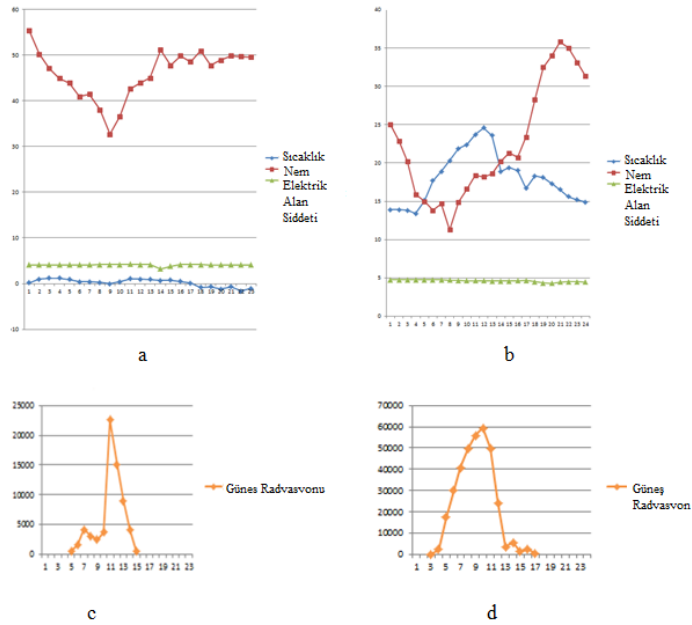 60
50
40
30
20
10
0
-10
1 2 3 4 5 6 7 8 9 10 11 12 13 14 15 16 17 18 19 20 21 22 23
Sıcaklık
Nem
Elektrik
Alan
Siddeti
a
40
35
30
25
20
15
10
5
0
1 2 3 4 5 6 7 8 9 10 11 12 13 14 15 16 17 18 19 20 21 22 23 24
Sıcaklık
Nem
Elektrik
Alan
Siddeti
b
25000
20000
15000
10000
5000
0
1 3 5 7 9 11 13 15 17 19 21 23
Günes Radvasvonu
c
70000
60000
50000
40000
30000
20000
10000
0
1 3 5 7 9 11 13 15 17 19 21 23
Güneş
Radvasvon
d